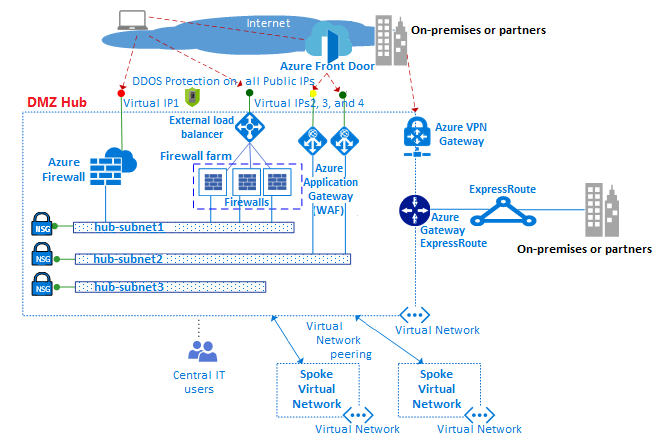 Internet
On-premises or partners
Azure Front Door
DDOS Protection on all Public IPs
DMZ Hub
Virtual IP1
Virtual IPs2, 3, and 4
External load
balancer
Azure VPN
Gateway
Azure
Firewall
Firewall farm
Firewalls
Azure
Application
Gateway
(WAF)
ExpressRoute
Azure
Gateway
ExpressRoute
On-premises or partners
NSG
hub-subnet1
NSG
hub-subnet2
NSG
hub-subnet3
Virtual Network
Virtual
Network
peering
Central IT
users
Spoke
Virtual
Network
Spoke
Virtual
Network
Virtual Network
Virtual Network